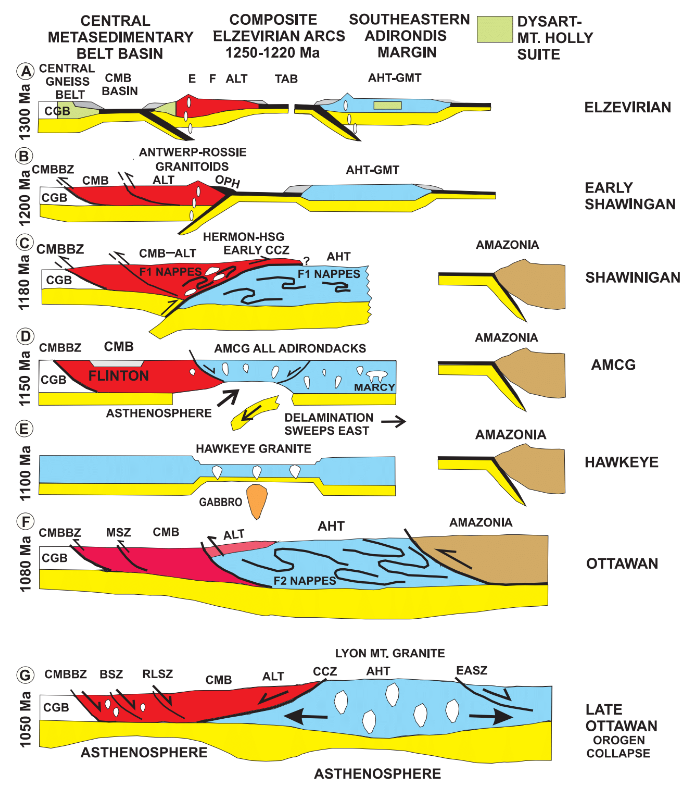 CENTRAL
METASEDIMENTARY
BELT BASIN
COMPOSITE
ELZEVIRIAN ARCS
1250-1220 Ma
SOUTHEASTERN
ADIRONDIS
MARGIN
DYSART-
MT. HOLLY
SUITE
A
1300 Ma
CENTRAL
GNEISS
BELT
CMB
BASIN
E F ALT TAB
AHT-GMT
CGB
ELZEVIRIAN
B
1200 Ma
ANTWERP-ROSSIE
GRANITOIDS
CMBBZ
CMB
ALT
OPH
AHT-GMT
CGB
EARLY
SHAWINGAN
C
1180 Ma
HERMON-HSG
EARLY CCZ
CMBBZ
CMB–ALT
?
AHT
F1 NAPPES
F1 NAPPES
CGB
AMAZONIA
SHAWINIGAN
D
1150 Ma
CMBBZ
CMB
AMCG ALL ADIRONDACKS
AMAZONIA
CGB
FLINTON
MARCY
ASTHENOSPHERE
DELAMINATION
SWEEPS EAST
AMCG
E
1100 Ma
HAWKEYE GRANITE
GABBRO
AMAZONIA
HAWKEYE
F
1080 Ma
CMBBZ
MSZ
CMB
ALT
AHT
AMAZONIA
CGB
F2 NAPPES
OTTAWAN
G
1050 Ma
LYON MT. GRANITE
CMBBZ
BSZ
RLSZ
CMB
ALT
CCZ
AHT
EASZ
CGB
ASTHENOSPHERE
ASTHENOSPHERE
LATE
OTTAWAN
OROGEN
COLLAPSE